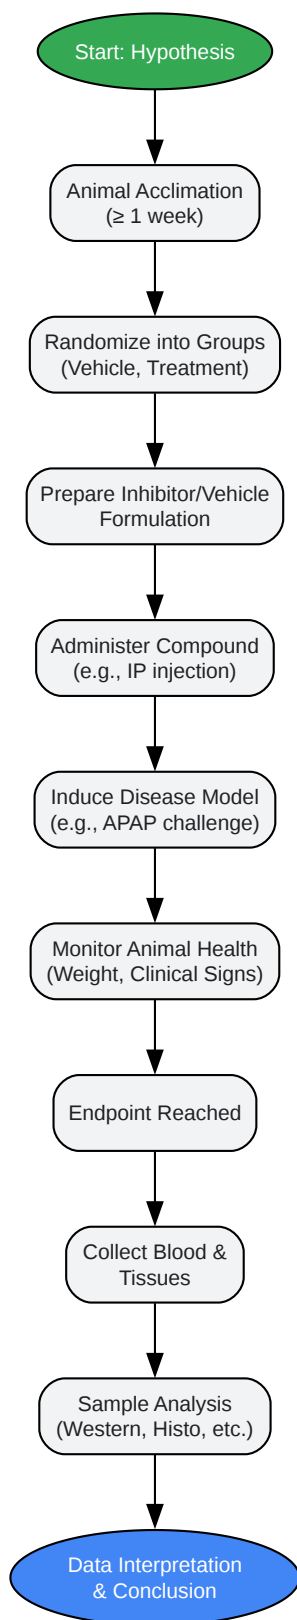 Start: Hypothesis
Animal Acclimation
(≥ 1 week)
Randomize into Groups
(Vehicle, Treatment)
Prepare Inhibitor/Vehicle
Formulation
Administer Compound
(e.g., IP injection)
Induce Disease Model
(e.g., APAP challenge)
Monitor Animal Health
(Weight, Clinical Signs)
Endpoint Reached
Collect Blood &
Tissues
Sample Analysis
(Western, Histo, etc.)
Data Interpretation
& Conclusion